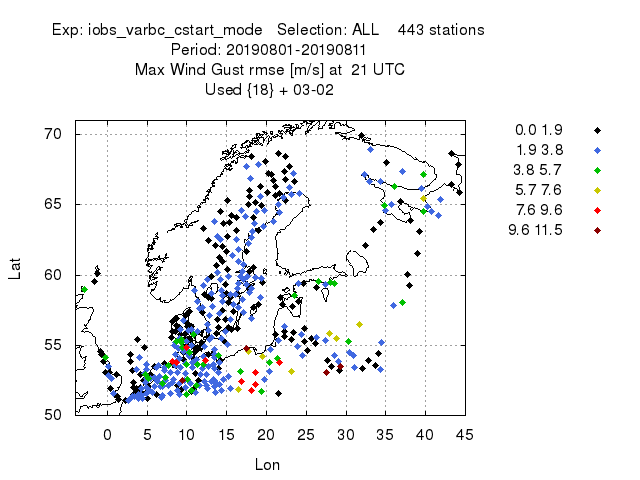 Exp: iobs_varbc_cstart_mode   Selection: ALL    443 stations
Period: 20190801-20190811
Max Wind Gust rmse [m/s] at  21 UTC
Used {18} + 03-02
70
65
60
55
50
Lat
0 5 10 15 20 25 30 35 40 45
Lon
0.0 1.9
1.9 3.8
3.8 5.7
5.7 7.6
7.6 9.6
9.6 11.5